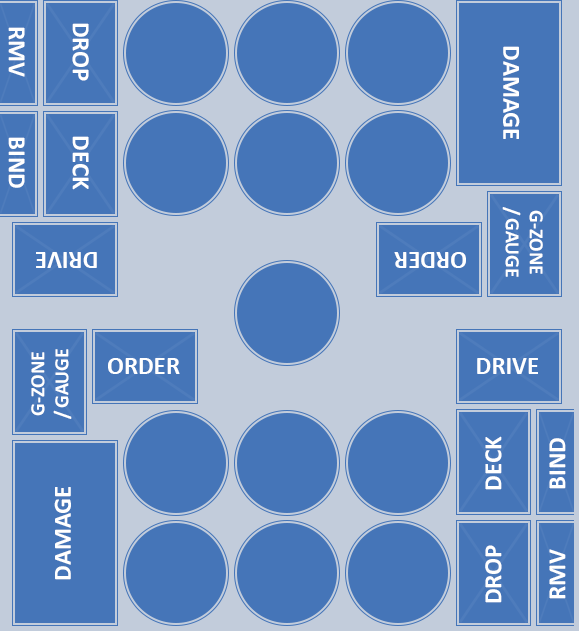 RMV
DROP
DAMAGE
BIND
DECK
G-ZONE
/ GAUGE
DRIVE
ORDER
G-ZONE
/ GAUGE
ORDER
DRIVE
DAMAGE
DECK
BIND
DROP
RMV